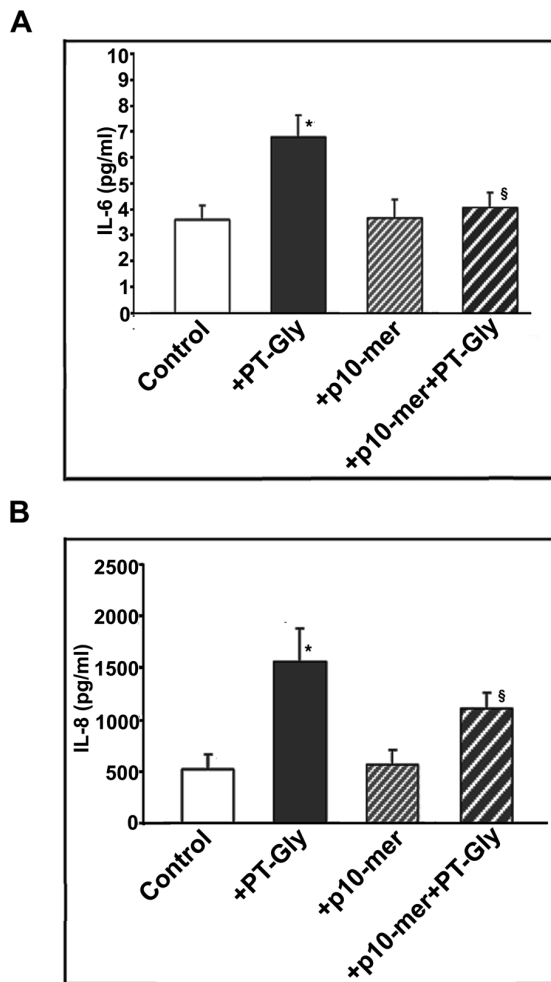 A
IL-6 (pg/ml)
10
9
8
7
6
5
4
3
2
1
0
*
§
Control
+PT-Gly
+p10-mer
+p10-mer+PT-Gly
B
IL-8 (pg/ml)
2500
2000
1500
1000
500
0
*
§
Control
+PT-Gly
+p10-mer
+p10-mer+PT-Gly